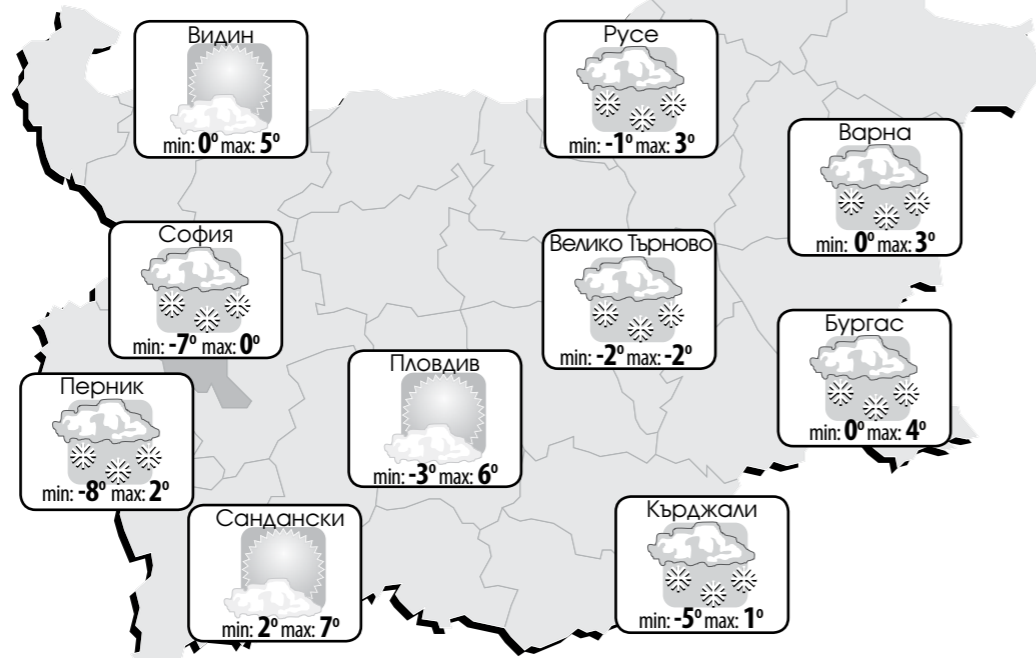 Видин
min: 0° max: 5°
Русе
min: -1° max: 3°
Варна
min: 0° max: 3°
София
min: -7° max: 0°
Велико Търново
min: -2° max: -2°
Бургас
min: 0° max: 4°
Пловдив
min: -3° max: 6°
Перник
min: -8° max: 2°
Сандански
min: 2° max: 7°
Кърджали
min: -5° max: 1°